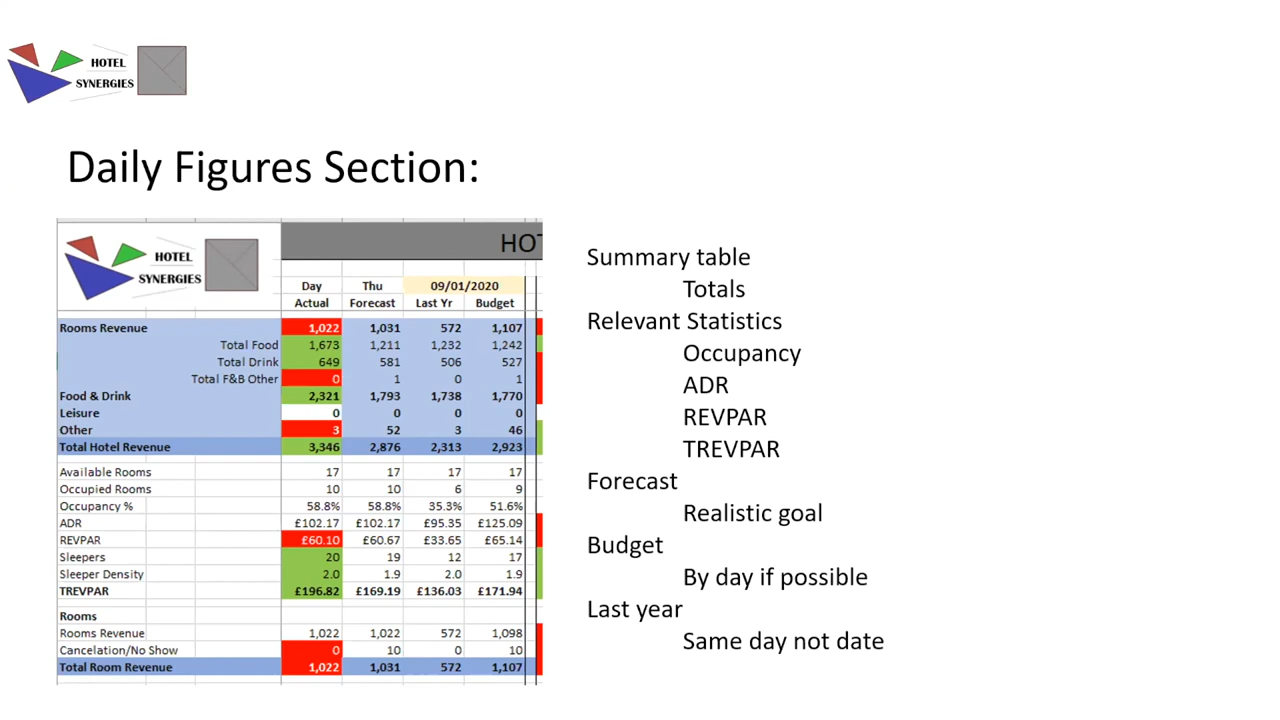 HOTEL
SYNERGIES
Daily Figures Section:
HOTEL
SYNERGIES
Day Thu 09/01/2020
Actual Forecast Last Yr Budget
Rooms Revenue 1,022 1,031 572 1,107
Total Food 1,673 1,211 1,232 1,242
Total Drink 649 581 506 527
Total F&B Other 0 1 0 1
Food & Drink 2,321 1,793 1,738 1,770
Leisure 0 0 0 0
Other 3 52 3 46
Total Hotel Revenue 3,346 2,876 2,313 2,923
Available Rooms 17 17 17 17
Occupied Rooms 10 10 6 9
Occupancy % 58.8% 58.8% 35.3% 51.6%
ADR £102.17 £102.17 £95.35 £125.09
REVPAR £60.10 £60.67 £33.65 £65.14
Sleepers 20 19 12 17
Sleeper Density 2.0 1.9 2.0 1.9
TREVPAR £196.82 £169.19 £136.03 £171.94
Rooms
Rooms Revenue 1,022 1,022 572 1,098
Cancelation/No Show 0 10 0 10
Total Room Revenue 1,022 1,031 572 1,107
Summary table
Totals
Relevant Statistics
Occupancy
ADR
REVPAR
TREVPAR
Forecast
Realistic goal
Budget
By day if possible
Last year
Same day not date